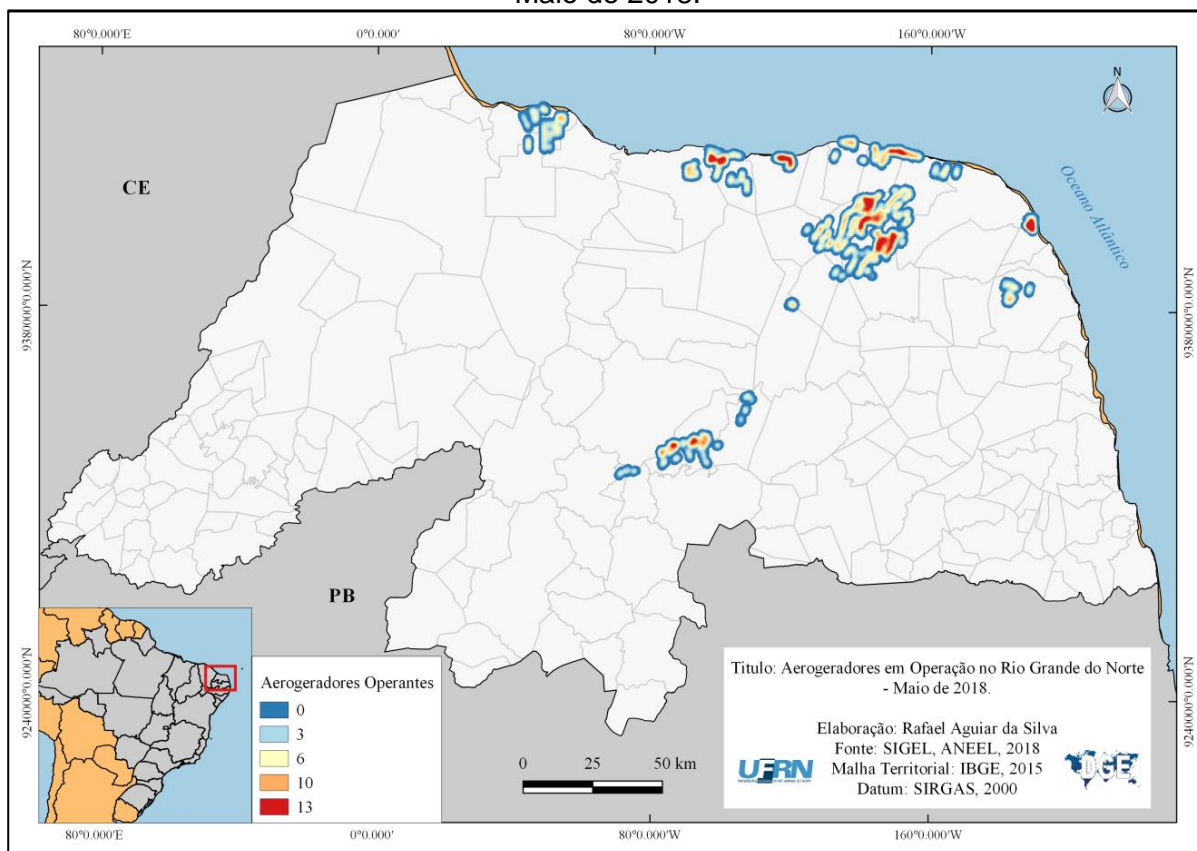 Maio de 2018.
80°0.000'E
0°0.000'
80°0.000'W
160°0.000'W
N
CE
Oceano Atlântico
9380000°0.000'N
9380000°0.000'N
PB
9240000°0.000'N
9240000°0.000'N
Aerogeradores Operantes
0
3
6
10
13
0 25 50 km
Titulo: Aerogeradores em Operação no Rio Grande do Norte
- Maio de 2018.
Elaboração: Rafael Aguiar da Silva
Fonte: SIGEL, ANEEL, 2018
Malha Territorial: IBGE, 2015
Datum: SIRGAS, 2000
UFRN
DGE
80°0.000'E
0°0.000'
80°0.000'W
160°0.000'W